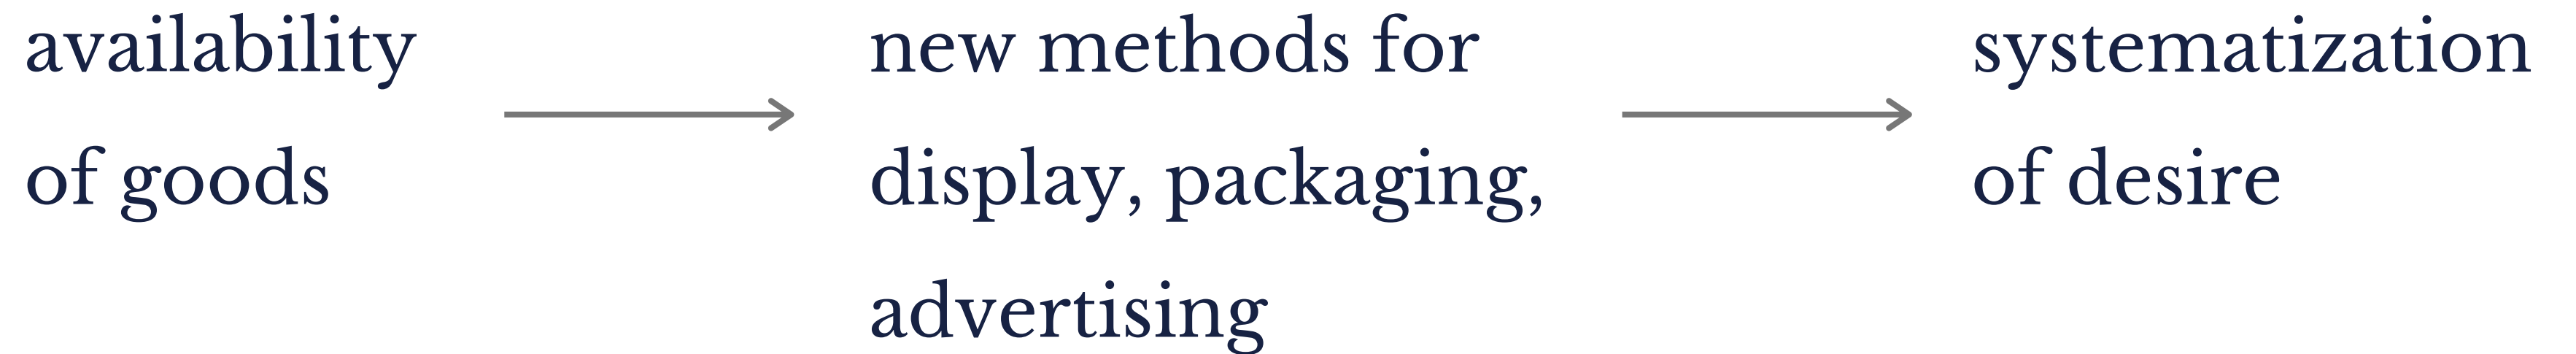 availability
of goods
new methods for
display, packaging,
advertising
systematization
of desire